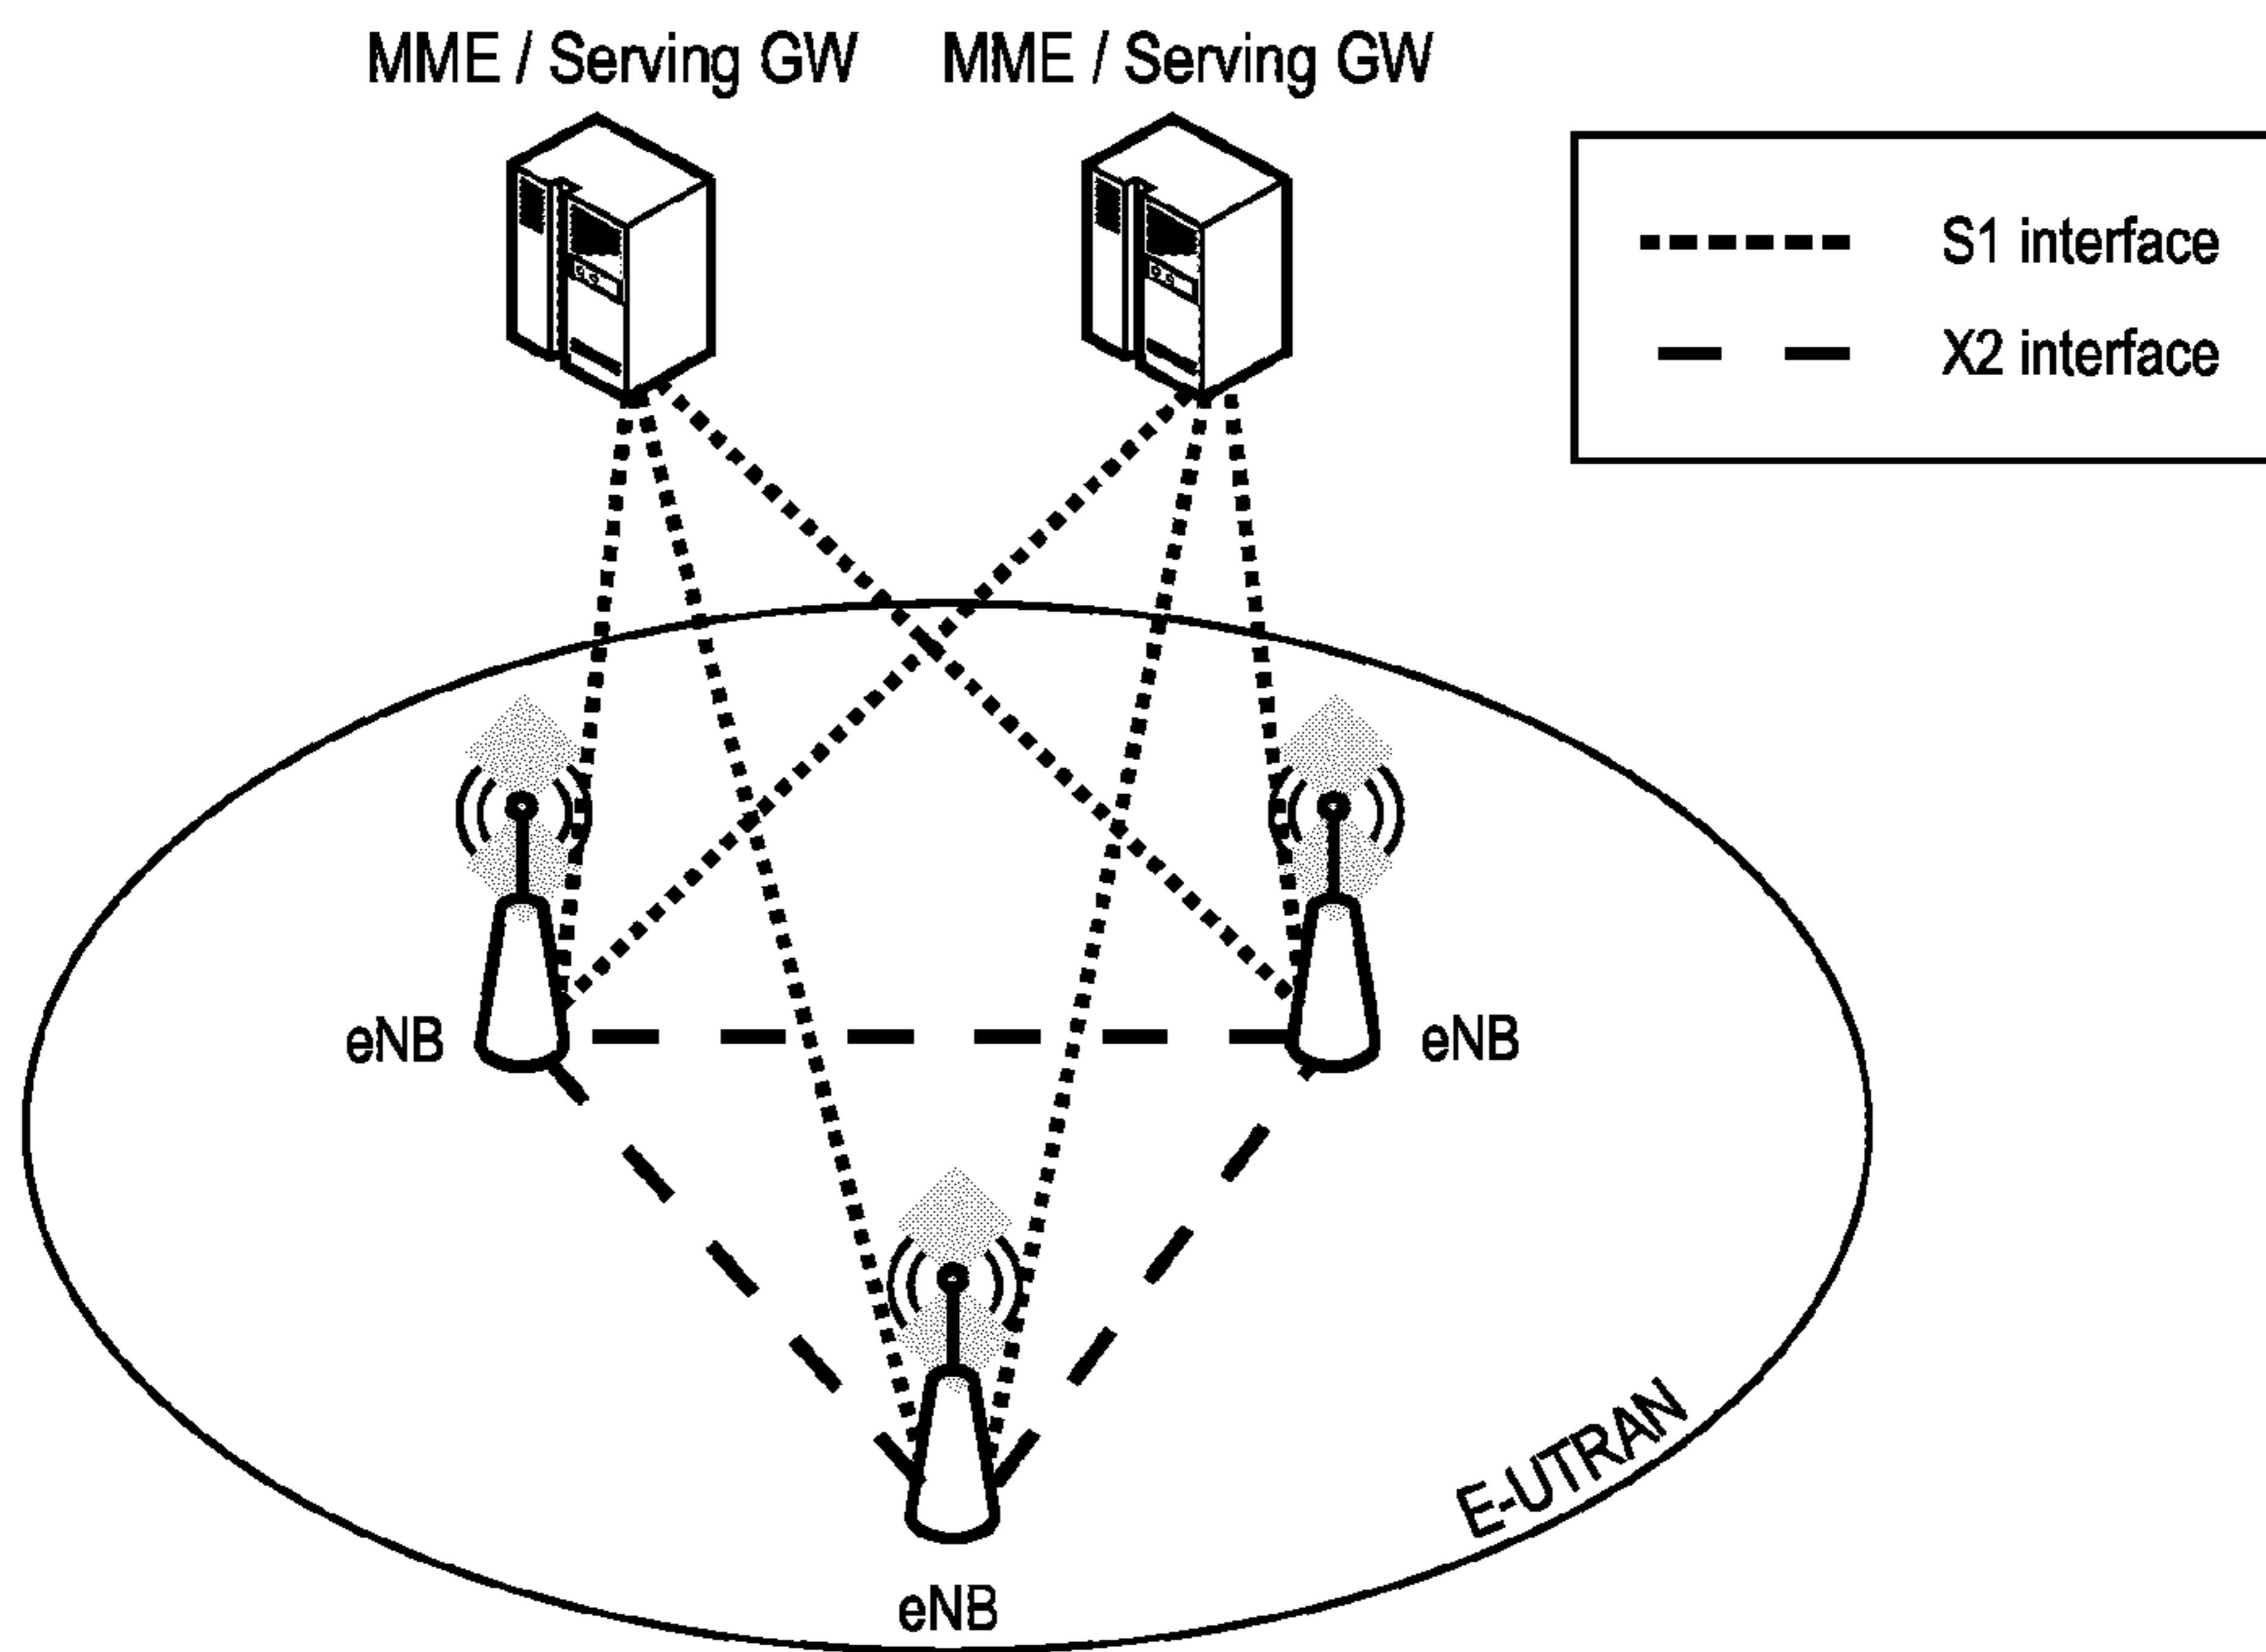 MME / Serving GW
MME / Serving GW
S1 interface
X2 interface
eNB
eNB
eNB
E-UTRAN